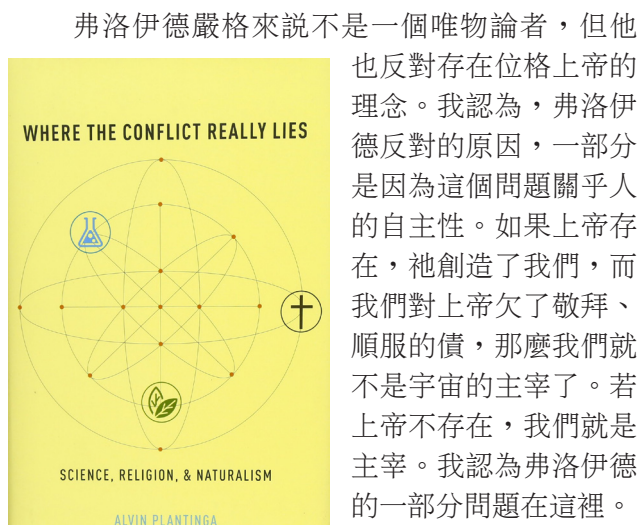 弗洛伊德嚴格來說不是一個唯物論者，但他
也反對存在位格上帝的
理念。我認為，弗洛伊
德反對的原因，一部分
是因為這個問題關乎人
的自主性。如果上帝存
在，祂創造了我們，而
我們對上帝欠了敬拜、
順服的債，那麼我們就
不是宇宙的主宰了。若
上帝不存在，我們就是
主宰。我認為弗洛伊德
的一部分問題在這裡。
WHERE THE CONFLICT REALLY LIES
SCIENCE, RELIGION, & NATURALISM
ALVIN PLANTINGA